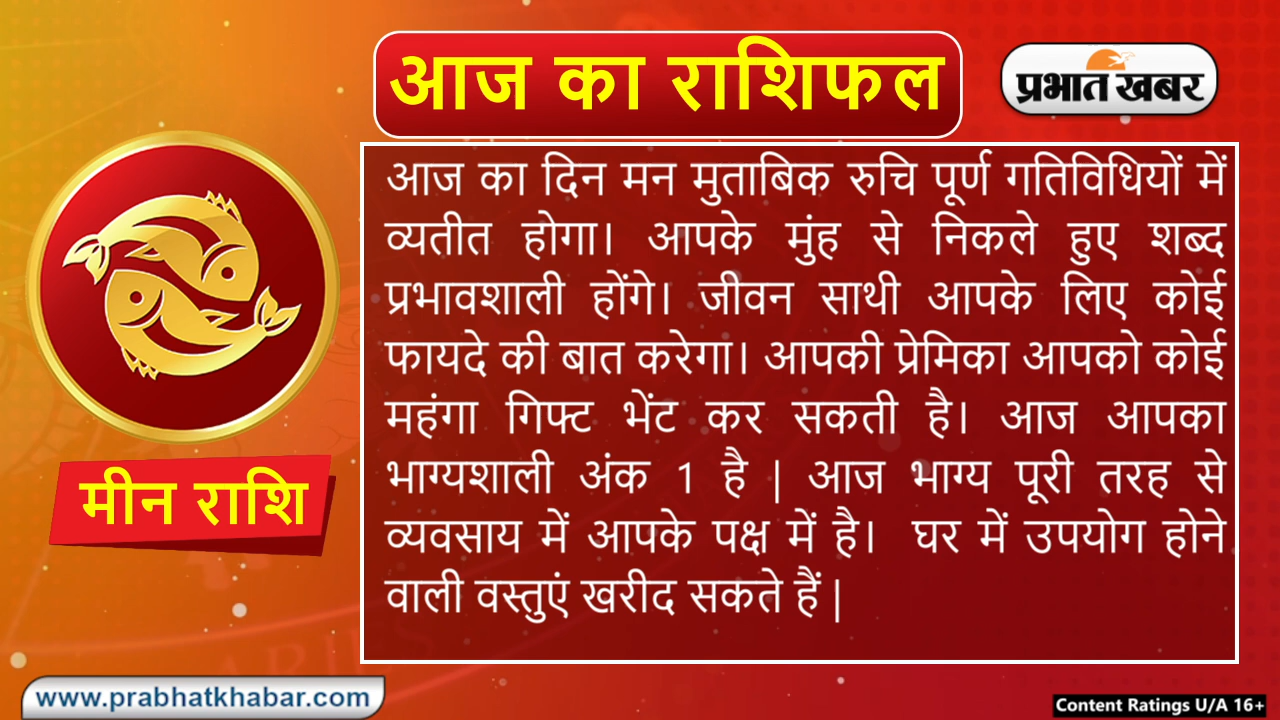 आज का राशिफल
प्रभात खबर
आज का दिन मन मुताबिक रुचि पूर्ण गतिविधियों में
व्यतीत होगा। आपके मुंह से निकले हुए शब्द
प्रभावशाली होंगे। जीवन साथी आपके लिए कोई
फायदे की बात करेगा। आपकी प्रेमिका आपको कोई
महंगा गिफ्ट भेंट कर सकती है। आज आपका
भाग्यशाली अंक 1 है | आज भाग्य पूरी तरह से
व्यवसाय में आपके पक्ष में है। घर में उपयोग होने
वाली वस्तुएं खरीद सकते हैं |
मीन राशि
www.prabhatkhabar.com
Content Ratings U/A 16+